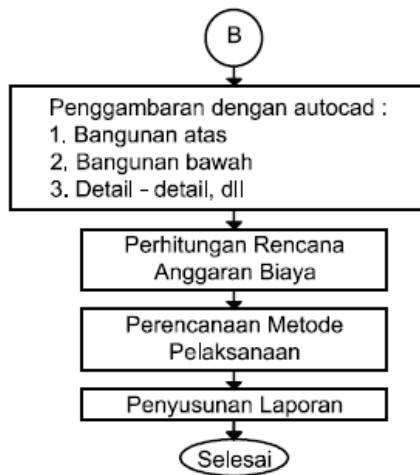 B
Penggambaran dengan autocad :
1. Bangunan atas
2, Bangunan bawah
3. Detail - detail, dll
Perhitungan Rencana
Anggaran Biaya
Perencanaan Metode
Pelaksanaan
Penyusunan Laporan
Selesai